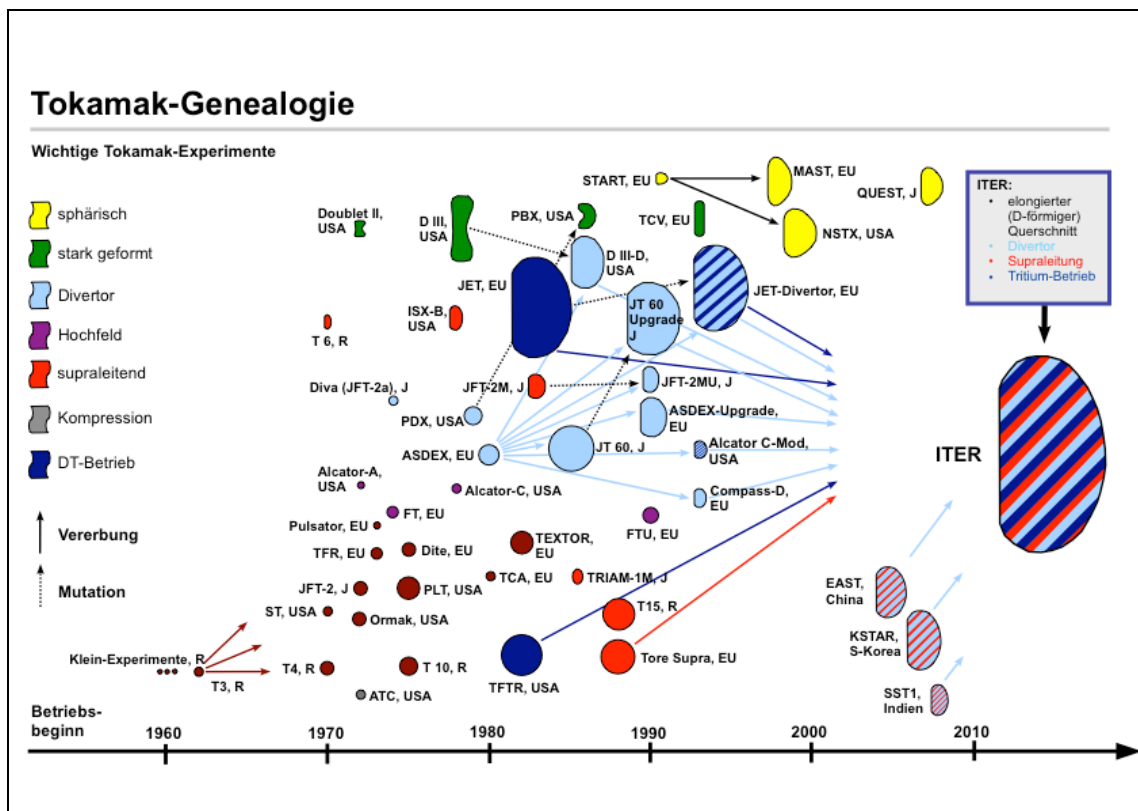 Tokamak-Genealogie
Wichtige Tokamak-Experimente
sphärisch
stark geformt
Divertor
Hochfeld
supraleitend
Kompression
DT-Betrieb
Vererbung
Mutation
START, EU
MAST, EU
QUEST, J
NSTX, USA
Doublet II,
USA
D III,
USA
PBX, USA
TCV, EU
D III-D,
USA
JET, EU
JET-Divertor, EU
JT 60
Upgrade
J
ISX-B,
USA
T 6, R
Diva (JFT-2a), J
JFT-2M, J
JFT-2MU, J
PDX, USA
ASDEX-Upgrade,
EU
ASDEX, EU
JT 60, J
Alcator C-Mod,
USA
Alcator-A,
USA
Alcator-C, USA
Compass-D,
EU
FT, EU
FTU, EU
Pulsator, EU
TFR, EU
Dite, EU
TEXTOR,
EU
JFT-2, J
PLT, USA
TCA, EU
TRIAM-1M, J
ST, USA
Ormak, USA
T15, R
Klein-Experimente, R
T3, R
T4, R
T 10, R
TFTR, USA
Tore Supra, EU
ATC, USA
ITER:
• elongierter
(D-förmiger)
Querschnitt
Divertor
Supraleitung
Tritium-Betrieb
ITER
EAST,
China
KSTAR,
S-Korea
SST1,
Indien
Betriebs-
beginn
1960
1970
1980
1990
2000
2010